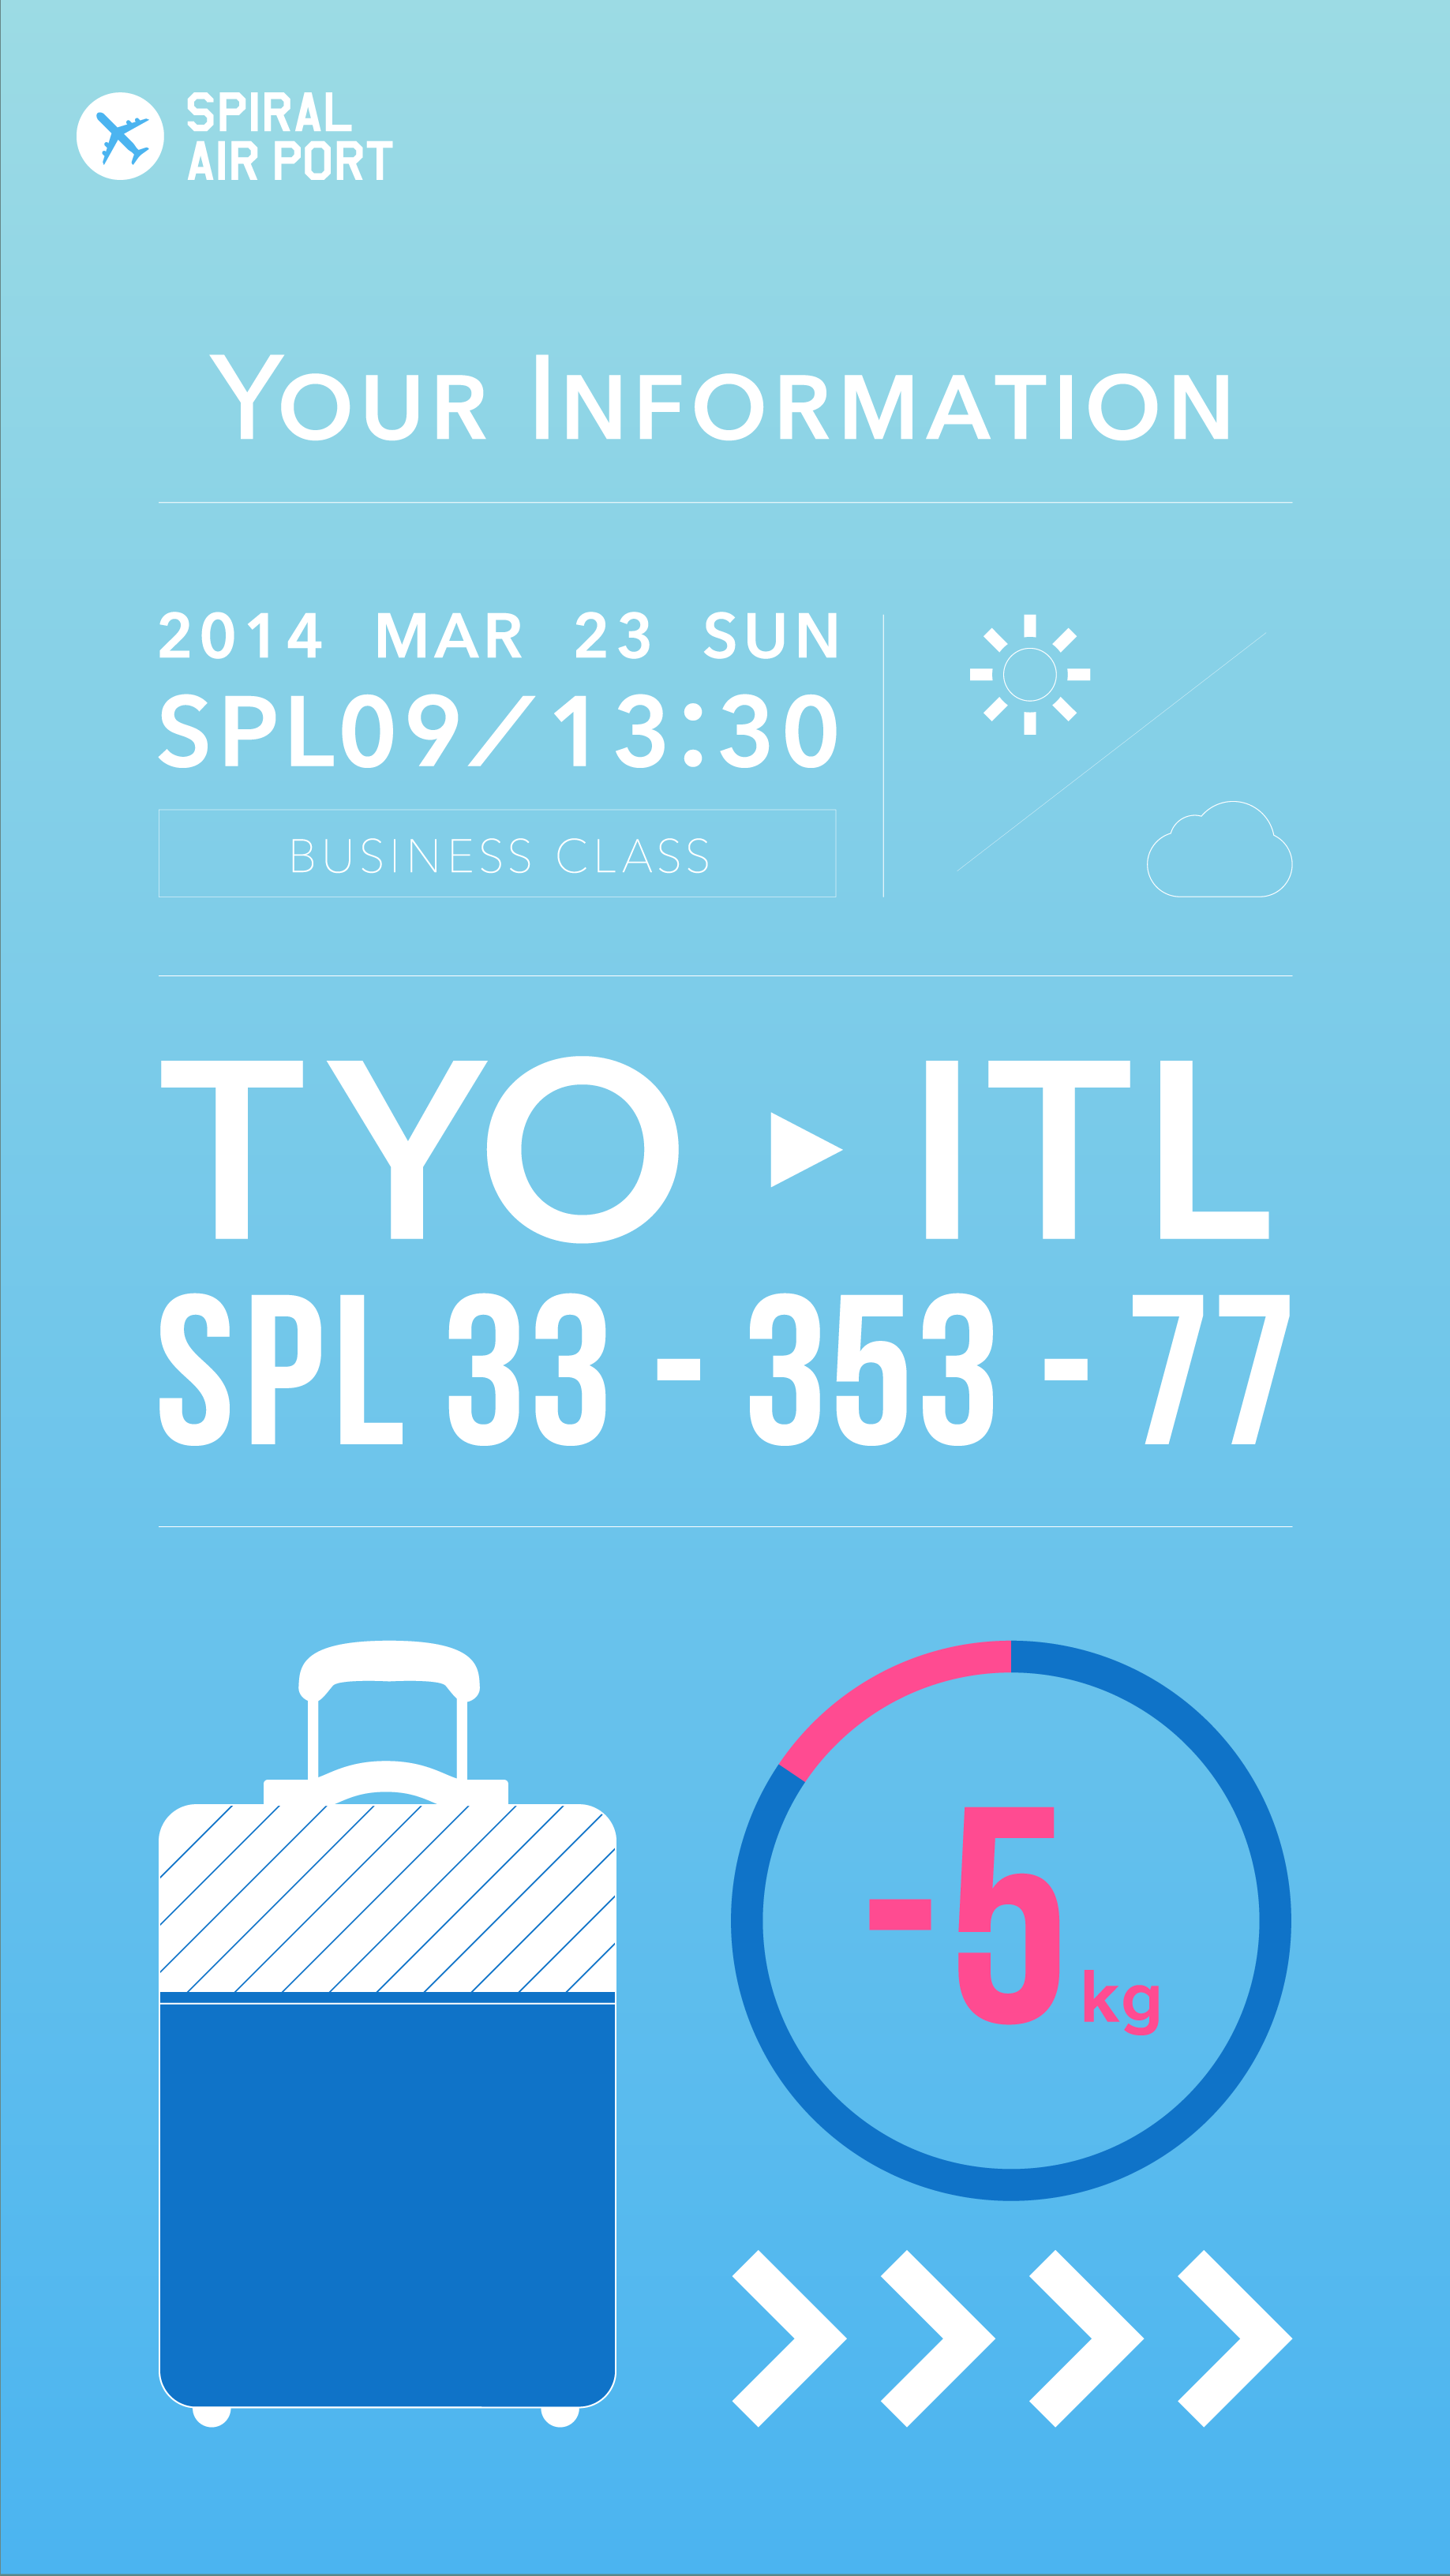 SPIRAL
AIR PORT
YOUR INFORMATION
2014 MAR 23 SUN
SPL09/13:30
BUSINESS CLASS
TYO ▶ ITL
SPL 33 - 353 - 77
-5 kg